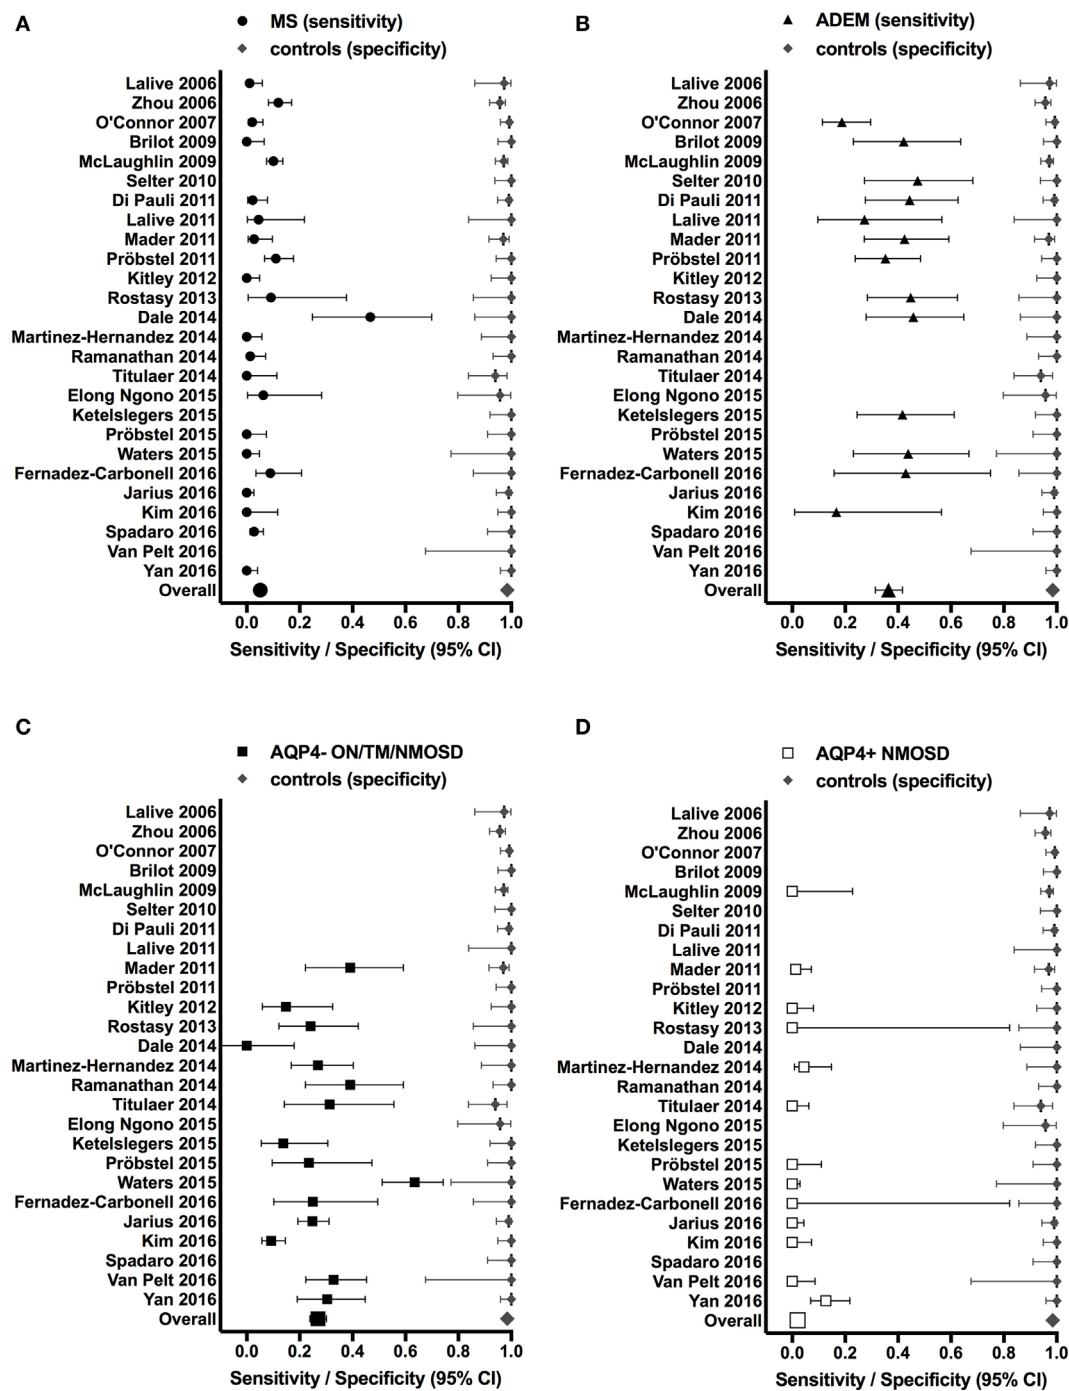 A
MS (sensitivity)
controls (specificity)
Lalive 2006
Zhou 2006
O'Connor 2007
Brilot 2009
McLaughlin 2009
Selter 2010
Di Pauli 2011
Lalive 2011
Mader 2011
Pröbstel 2011
Kitley 2012
Rostasy 2013
Dale 2014
Martinez-Hernandez 2014
Ramanathan 2014
Titulaer 2014
Elong Ngono 2015
Ketelslegers 2015
Pröbstel 2015
Waters 2015
Fernadez-Carbonell 2016
Jarius 2016
Kim 2016
Spadaro 2016
Van Pelt 2016
Yan 2016
Overall
0.0 0.2 0.4 0.6 0.8 1.0
Sensitivity / Specificity (95% CI)
B
ADEM (sensitivity)
controls (specificity)
Lalive 2006
Zhou 2006
O'Connor 2007
Brilot 2009
McLaughlin 2009
Selter 2010
Di Pauli 2011
Lalive 2011
Mader 2011
Pröbstel 2011
Kitley 2012
Rostasy 2013
Dale 2014
Martinez-Hernandez 2014
Ramanathan 2014
Titulaer 2014
Elong Ngono 2015
Ketelslegers 2015
Pröbstel 2015
Waters 2015
Fernadez-Carbonell 2016
Jarius 2016
Kim 2016
Spadaro 2016
Van Pelt 2016
Yan 2016
Overall
0.0 0.2 0.4 0.6 0.8 1.0
Sensitivity / Specificity (95% CI)
C
AQP4- ON/TM/NMOSD
controls (specificity)
Lalive 2006
Zhou 2006
O'Connor 2007
Brilot 2009
McLaughlin 2009
Selter 2010
Di Pauli 2011
Lalive 2011
Mader 2011
Pröbstel 2011
Kitley 2012
Rostasy 2013
Dale 2014
Martinez-Hernandez 2014
Ramanathan 2014
Titulaer 2014
Elong Ngono 2015
Ketelslegers 2015
Pröbstel 2015
Waters 2015
Fernadez-Carbonell 2016
Jarius 2016
Kim 2016
Spadaro 2016
Van Pelt 2016
Yan 2016
Overall
0.0 0.2 0.4 0.6 0.8 1.0
Sensitivity / Specificity (95% CI)
D
AQP4+ NMOSD
controls (specificity)
Lalive 2006
Zhou 2006
O'Connor 2007
Brilot 2009
McLaughlin 2009
Selter 2010
Di Pauli 2011
Lalive 2011
Mader 2011
Pröbstel 2011
Kitley 2012
Rostasy 2013
Dale 2014
Martinez-Hernandez 2014
Ramanathan 2014
Titulaer 2014
Elong Ngono 2015
Ketelslegers 2015
Pröbstel 2015
Waters 2015
Fernadez-Carbonell 2016
Jarius 2016
Kim 2016
Spadaro 2016
Van Pelt 2016
Yan 2016
Overall
0.0 0.2 0.4 0.6 0.8 1.0
Sensitivity / Specificity (95% CI)